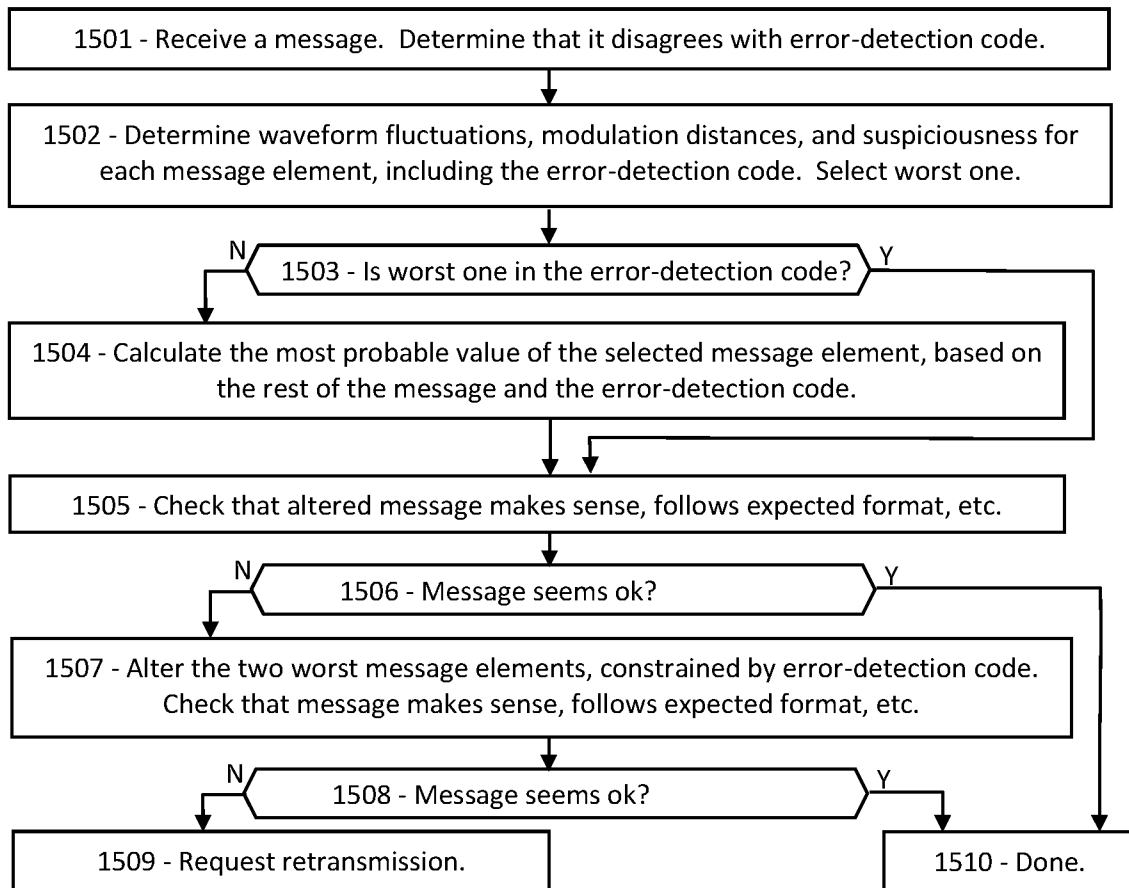 1501 - Receive a message.  Determine that it disagrees with error-detection code.
1502 - Determine waveform fluctuations, modulation distances, and suspiciousness for
each message element, including the error-detection code.  Select worst one.
N
1503 - Is worst one in the error-detection code?
Y
1504 - Calculate the most probable value of the selected message element, based on
the rest of the message and the error-detection code.
1505 - Check that altered message makes sense, follows expected format, etc.
N
1506 - Message seems ok?
Y
1507 - Alter the two worst message elements, constrained by error-detection code.
Check that message makes sense, follows expected format, etc.
N
1508 - Message seems ok?
Y
1509 - Request retransmission.
1510 - Done.